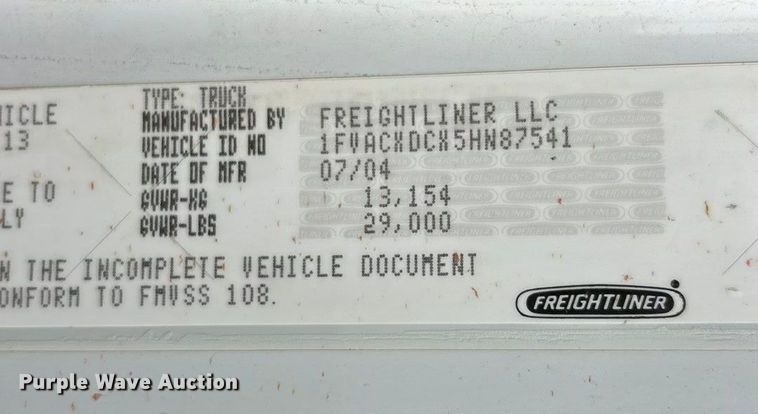 HICLE
13
E TO
LY
N THE INCOMPLETE VEHICLE DOCUMENT
ONFORM TO FMVSS 108.
TYPE: TRUCK
MANUFACTURED BY FREIGHTLINER LLC
VEHICLE ID NO 1FVACXDCX5HN87541
DATE OF MFR 07/04
GVWR-KG 13,154
GVWR-LBS 29,000
FREIGHTLINER
Purple Wave Auction